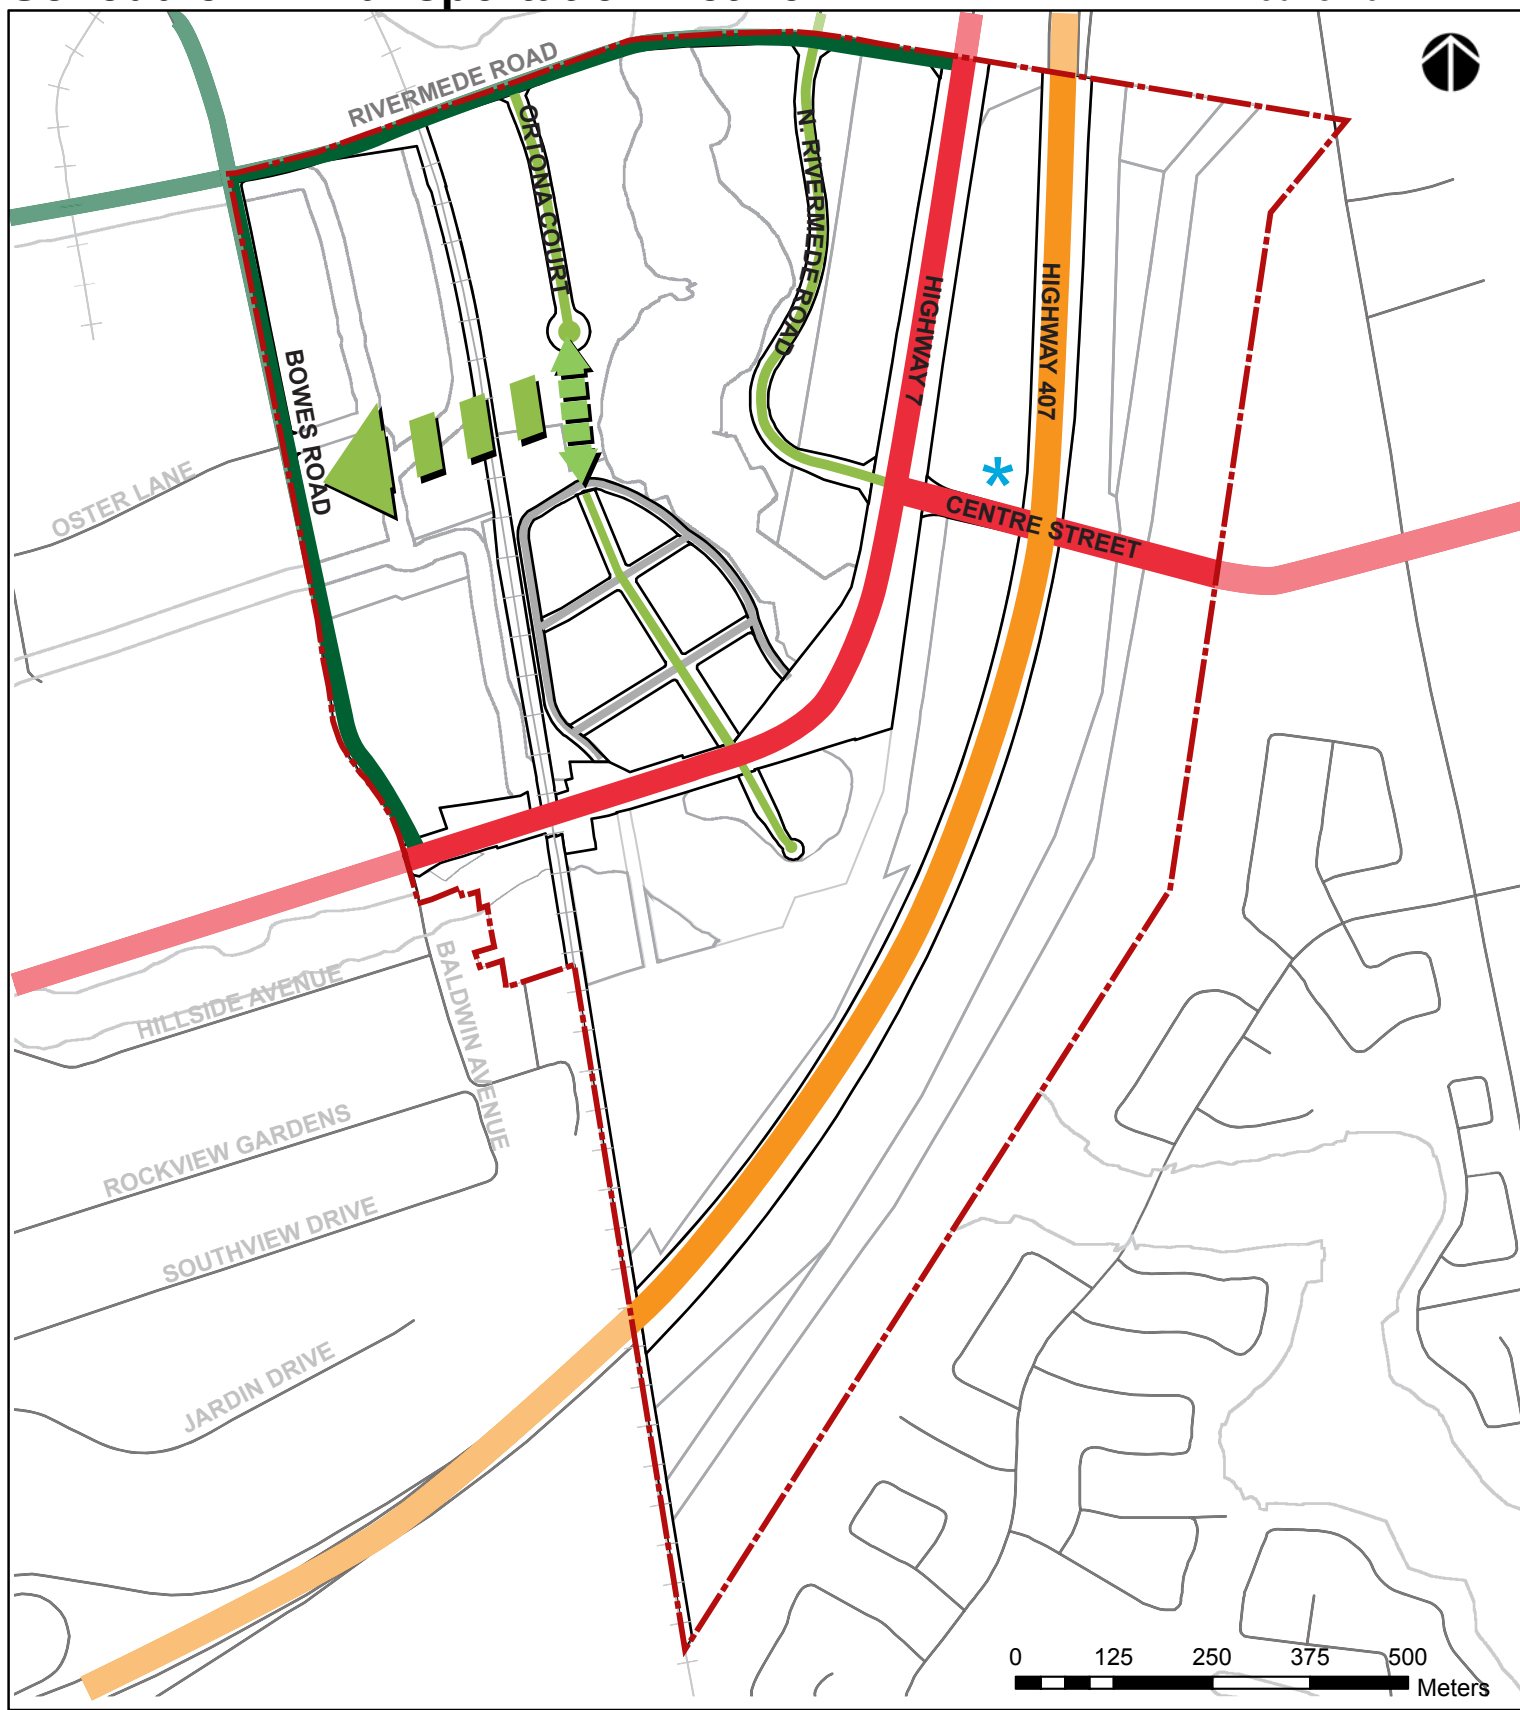 RIVERMEDE ROAD
ORTONA COURT
N. RIVERMEDE ROAD
HIGHWAY 7
HIGHWAY 407
BOWES ROAD
OSTER LANE
*
CENTRE STREET
HILLSIDE AVENUE
BALDWIN AVENUE
ROCKVIEW GARDENS
SOUTHVIEW DRIVE
JARDIN DRIVE
0 125 250 375 500
Meters